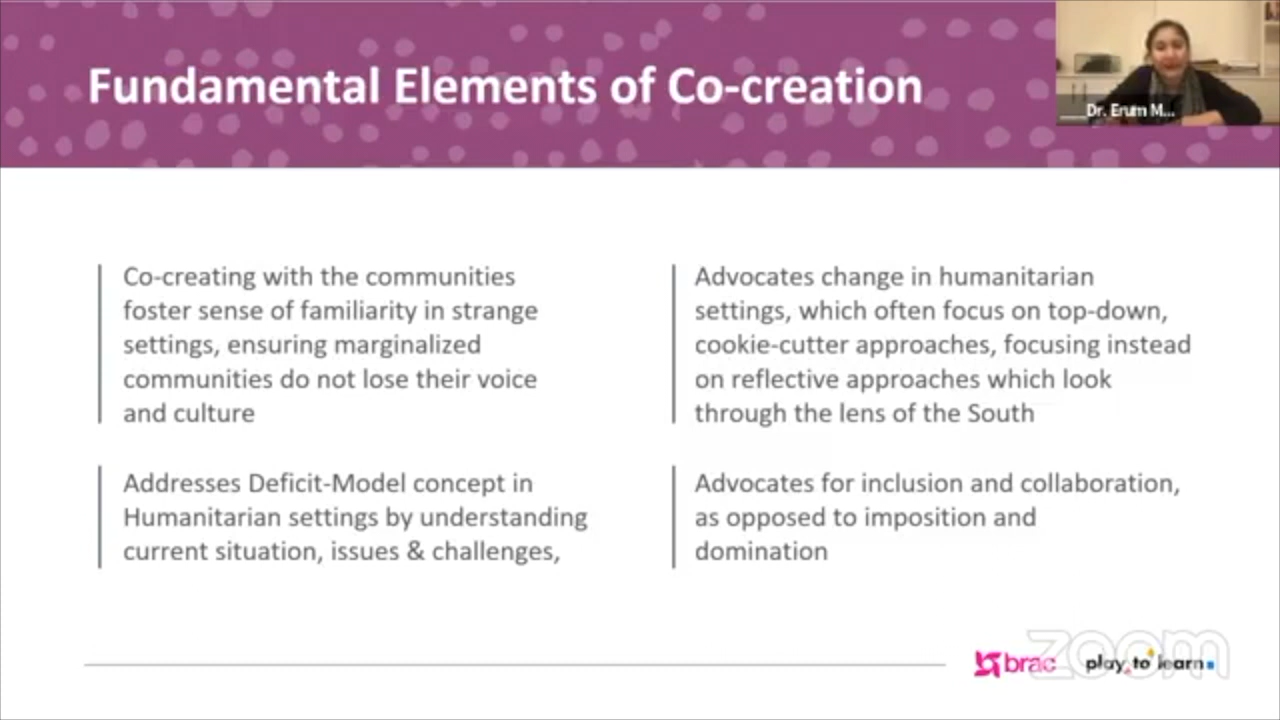 Fundamental Elements of Co-creation
Dr. Erum M...
Co-creating with the communities
foster sense of familiarity in strange
settings, ensuring marginalized
communities do not lose their voice
and culture
Advocates change in humanitarian
settings, which often focus on top-down,
cookie-cutter approaches, focusing instead
on reflective approaches which look
through the lens of the South
Addresses Deficit-Model concept in
Humanitarian settings by understanding
current situation, issues & challenges,
Advocates for inclusion and collaboration,
as opposed to imposition and
domination
brac
play to learn
zoom